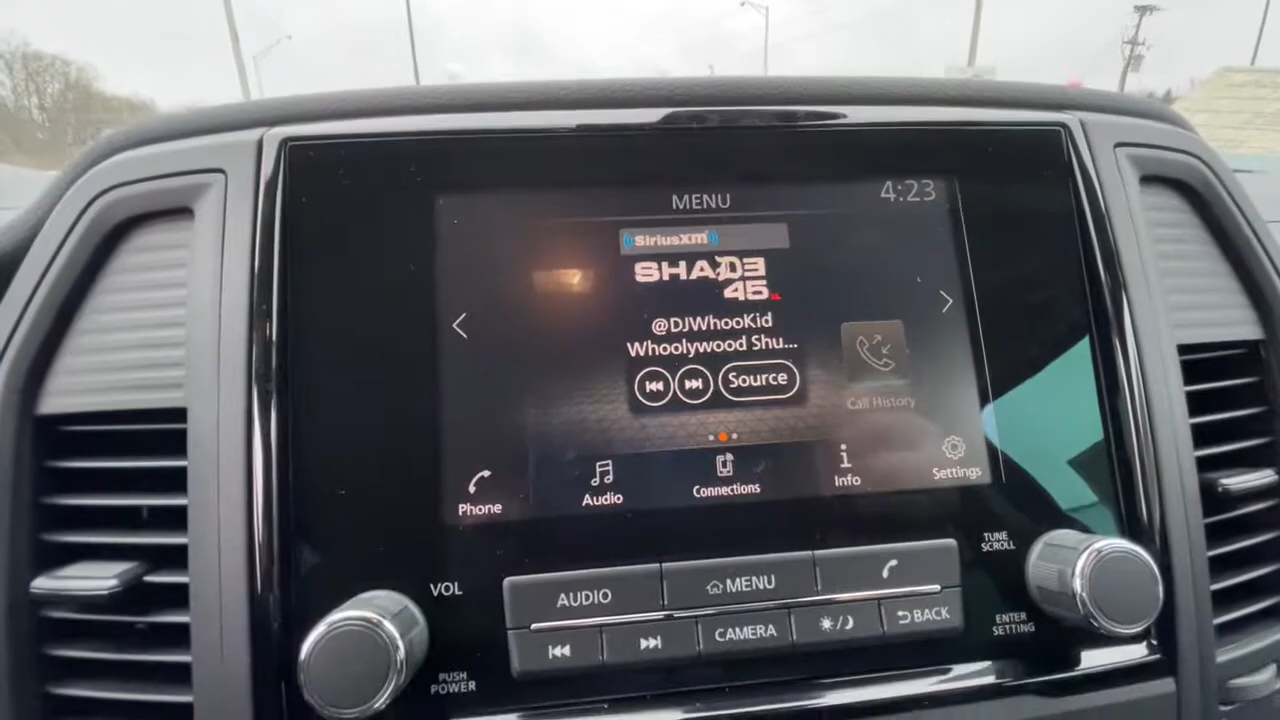 MENU
4:23
SiriusXM
SHADE
45
@DJWhooKid
Whoolywood Shu...
Source
Call History
Phone
Audio
Connections
Info
Settings
VOL
PUSH
POWER
AUDIO
MENU
CAMERA
BACK
TUNE
SCROLL
ENTER
SETTING